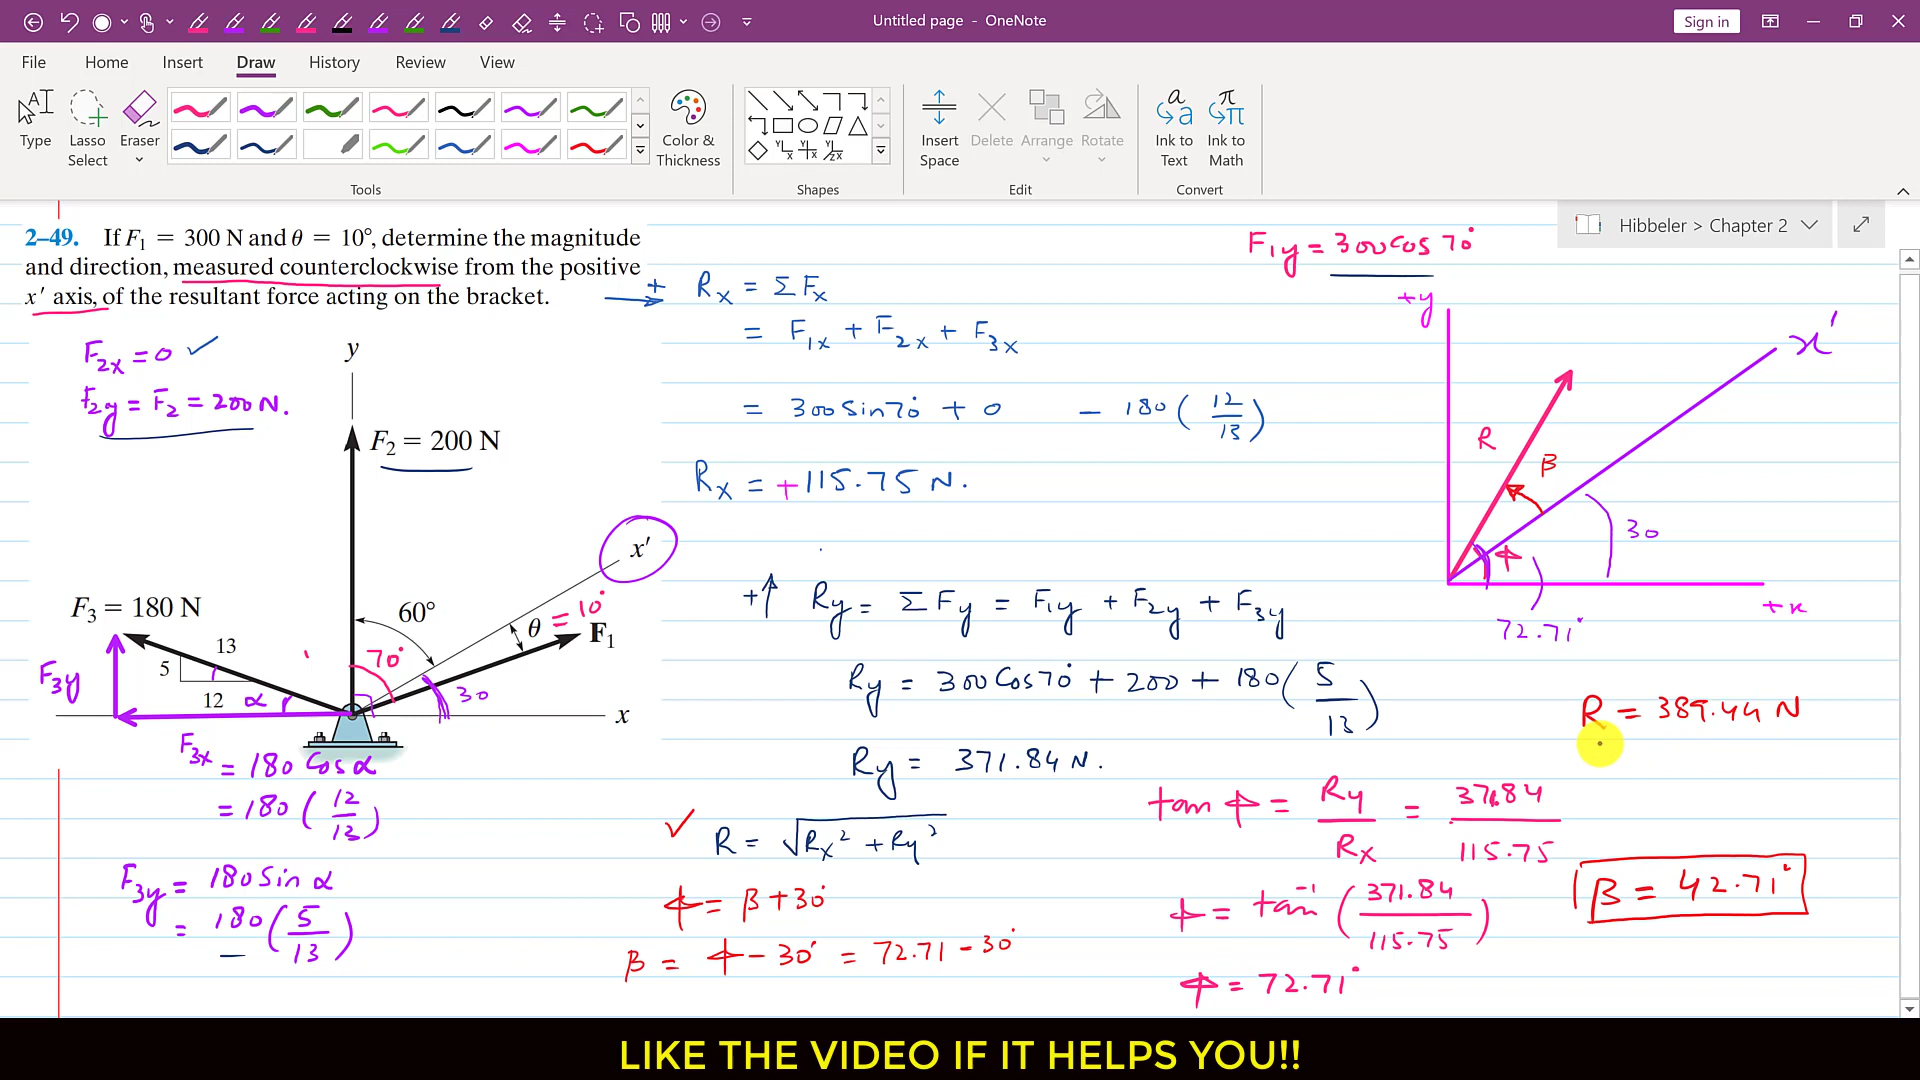 Untitled page - OneNote
Sign in
File Home Insert Draw History Review View
Type
Lasso Select
Eraser
Color & Thickness
Insert Space
Delete
Arrange
Rotate
Ink to Text
Ink to Math
Tools
Shapes
Edit
Convert
Hibbeler > Chapter 2
2–49. If F₁ = 300 N and θ = 10°, determine the magnitude
and direction, measured counterclockwise from the positive
x′ axis, of the resultant force acting on the bracket.
F₂ₓ = 0 ✓
F₂y = F₂ = 200 N.
y
F₂ = 200 N
x′
F₃ = 180 N
60°
θ = 10°
F₁
13
5
12
α
70°
30
x
F₃y
F₃ₓ = 180 cos α
= 180 (12/13)
F₃y = 180 Sin α
= 180 (5/13)
+ → Rₓ = ΣFₓ
= F₁ₓ + F₂ₓ + F₃ₓ
= 300 Sin 70° + 0 - 180 (12/13)
Rₓ = +115.75 N.
+↑ Ry = ΣFy = F₁y + F₂y + F₃y
Ry = 300 Cos 70° + 200 + 180 (5/13)
Ry = 371.84 N.
✓ R = √(Rₓ² + Ry²)
ϕ = β + 30°
β = ϕ - 30° = 72.71 - 30°
F₁y = 300 cos 70°
+y
x′
R
β
ϕ
30
+x
72.71°
R = 389.44 N
tan ϕ = Ry/Rₓ = 371.84/115.75
ϕ = tan⁻¹ (371.84/115.75)
ϕ = 72.71°
β = 42.71°
LIKE THE VIDEO IF IT HELPS YOU!!